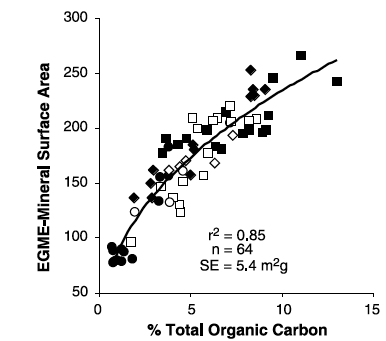 300
250
200
150
100
50
EGME-Mineral Surface Area
r² = 0.85
n = 64
SE = 5.4 m²g
0 5 10 15
% Total Organic Carbon